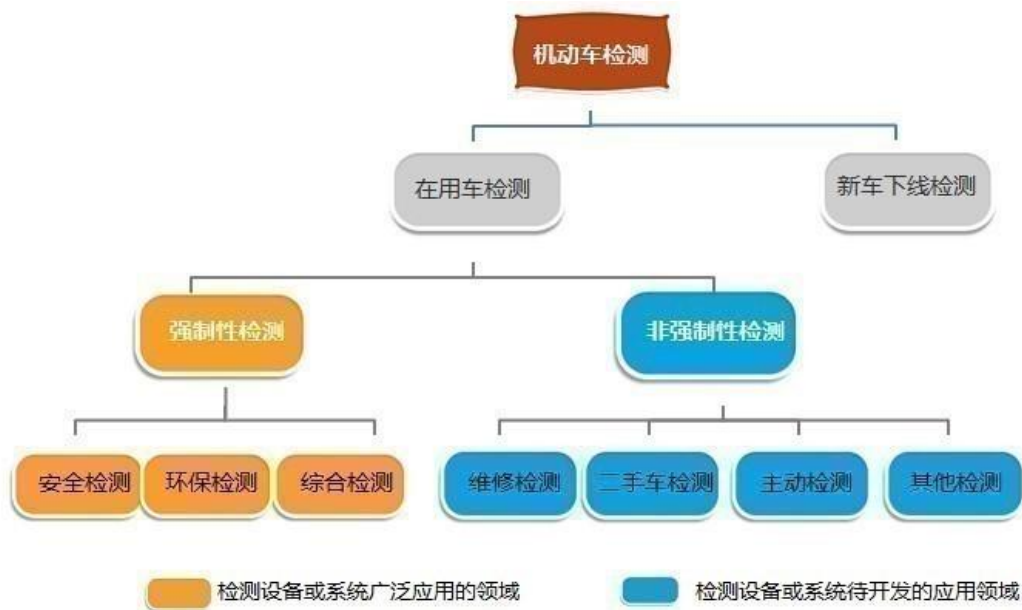 机动车检测
在用车检测
新车下线检测
强制性检测
非强制性检测
安全检测
环保检测
综合检测
维修检测
二手车检测
主动检测
其他检测
检测设备或系统广泛应用的领域
检测设备或系统待开发的应用领域